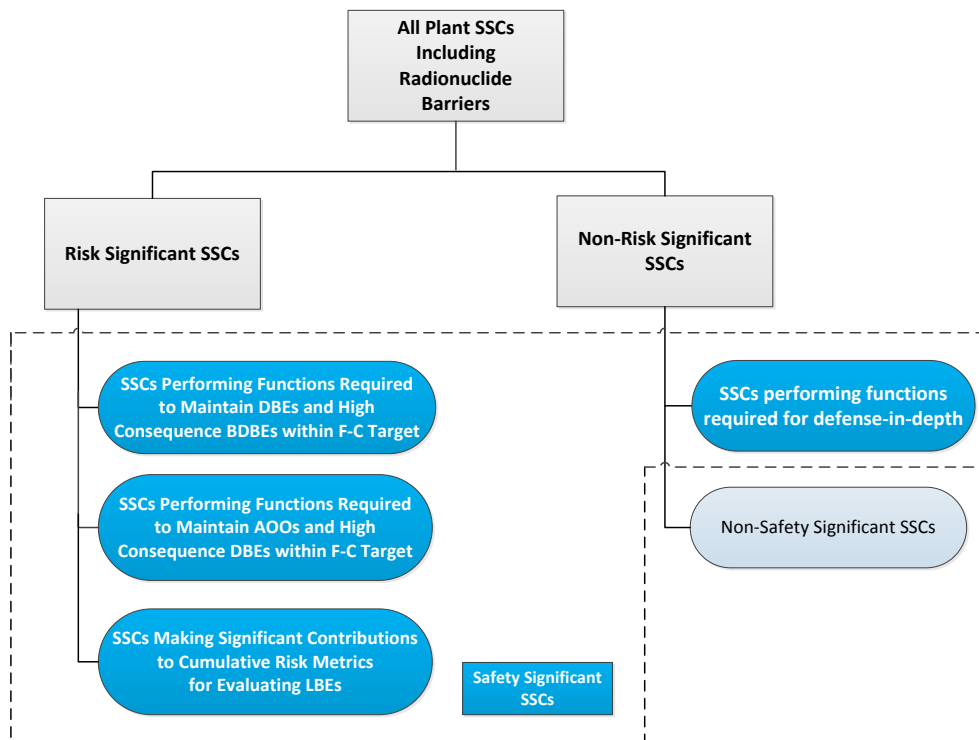 All Plant SSCs
Including
Radionuclide
Barriers
Risk Significant SSCs
Non-Risk Significant
SSCs
SSCs Performing Functions Required
to Maintain DBEs and High
Consequence BDBEs within F-C Target
SSCs performing functions
required for defense-in-depth
SSCs Performing Functions Required
to Maintain AOOs and High
Consequence DBEs within F-C Target
Non-Safety Significant SSCs
SSCs Making Significant Contributions
to Cumulative Risk Metrics
for Evaluating LBEs
Safety Significant
SSCs